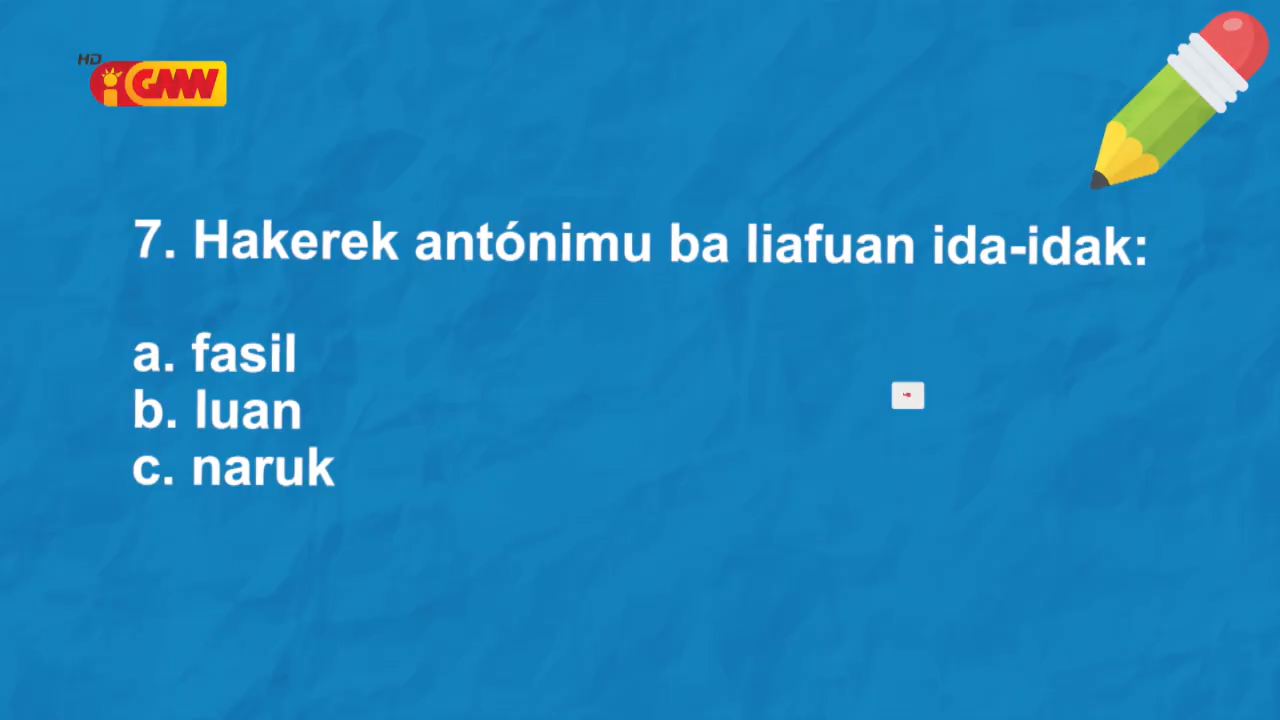 HD
GMN
7. Hakerek antónimu ba liafuan ida-idak:
a. fasil
b. luan
c. naruk